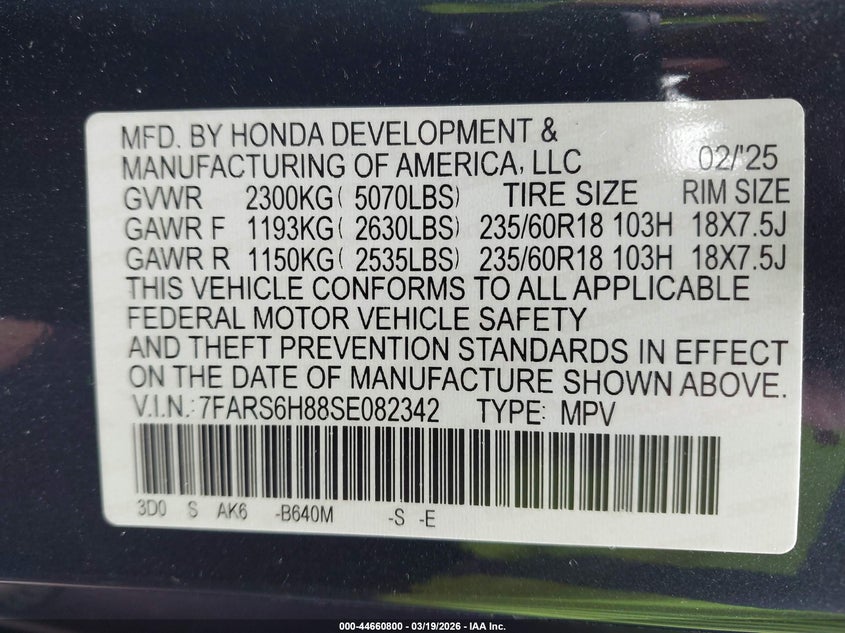 MFD. BY HONDA DEVELOPMENT &
MANUFACTURING OF AMERICA, LLC 02/'25
GVWR 2300KG( 5070LBS) TIRE SIZE RIM SIZE
GAWR F 1193KG( 2630LBS) 235/60R18 103H 18X7.5J
GAWR R 1150KG( 2535LBS) 235/60R18 103H 18X7.5J
THIS VEHICLE CONFORMS TO ALL APPLICABLE
FEDERAL MOTOR VEHICLE SAFETY
AND THEFT PREVENTION STANDARDS IN EFFECT
ON THE DATE OF MANUFACTURE SHOWN ABOVE.
V.I.N.: 7FARS6H88SE082342 TYPE: MPV
3D0 S AK6 -B640M -S -E
000-44660800 - 03/19/2026 - IAA Inc.